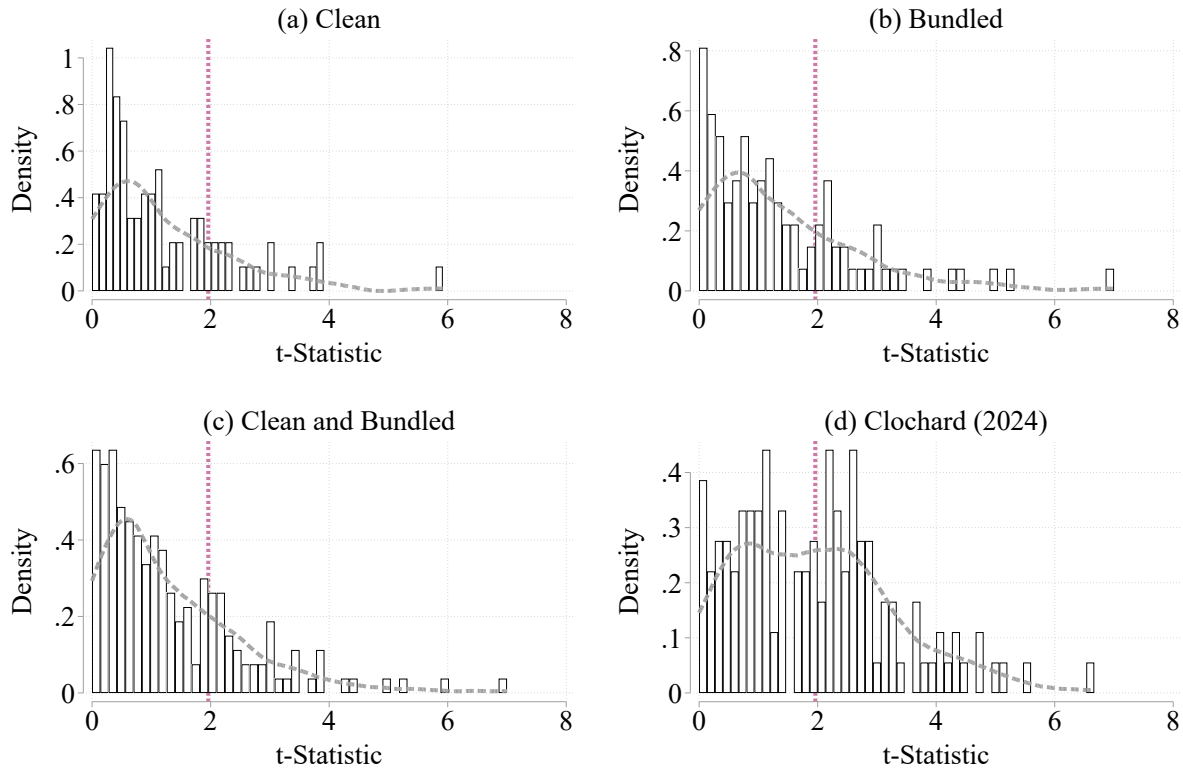 (a) Clean
Density
1
.8
.6
.4
.2
0
0 2 4 6 8
t-Statistic
(b) Bundled
Density
.8
.6
.4
.2
0
0 2 4 6 8
t-Statistic
(c) Clean and Bundled
Density
.6
.4
.2
0
0 2 4 6 8
t-Statistic
(d) Clochard (2024)
Density
.4
.3
.2
.1
0
0 2 4 6 8
t-Statistic